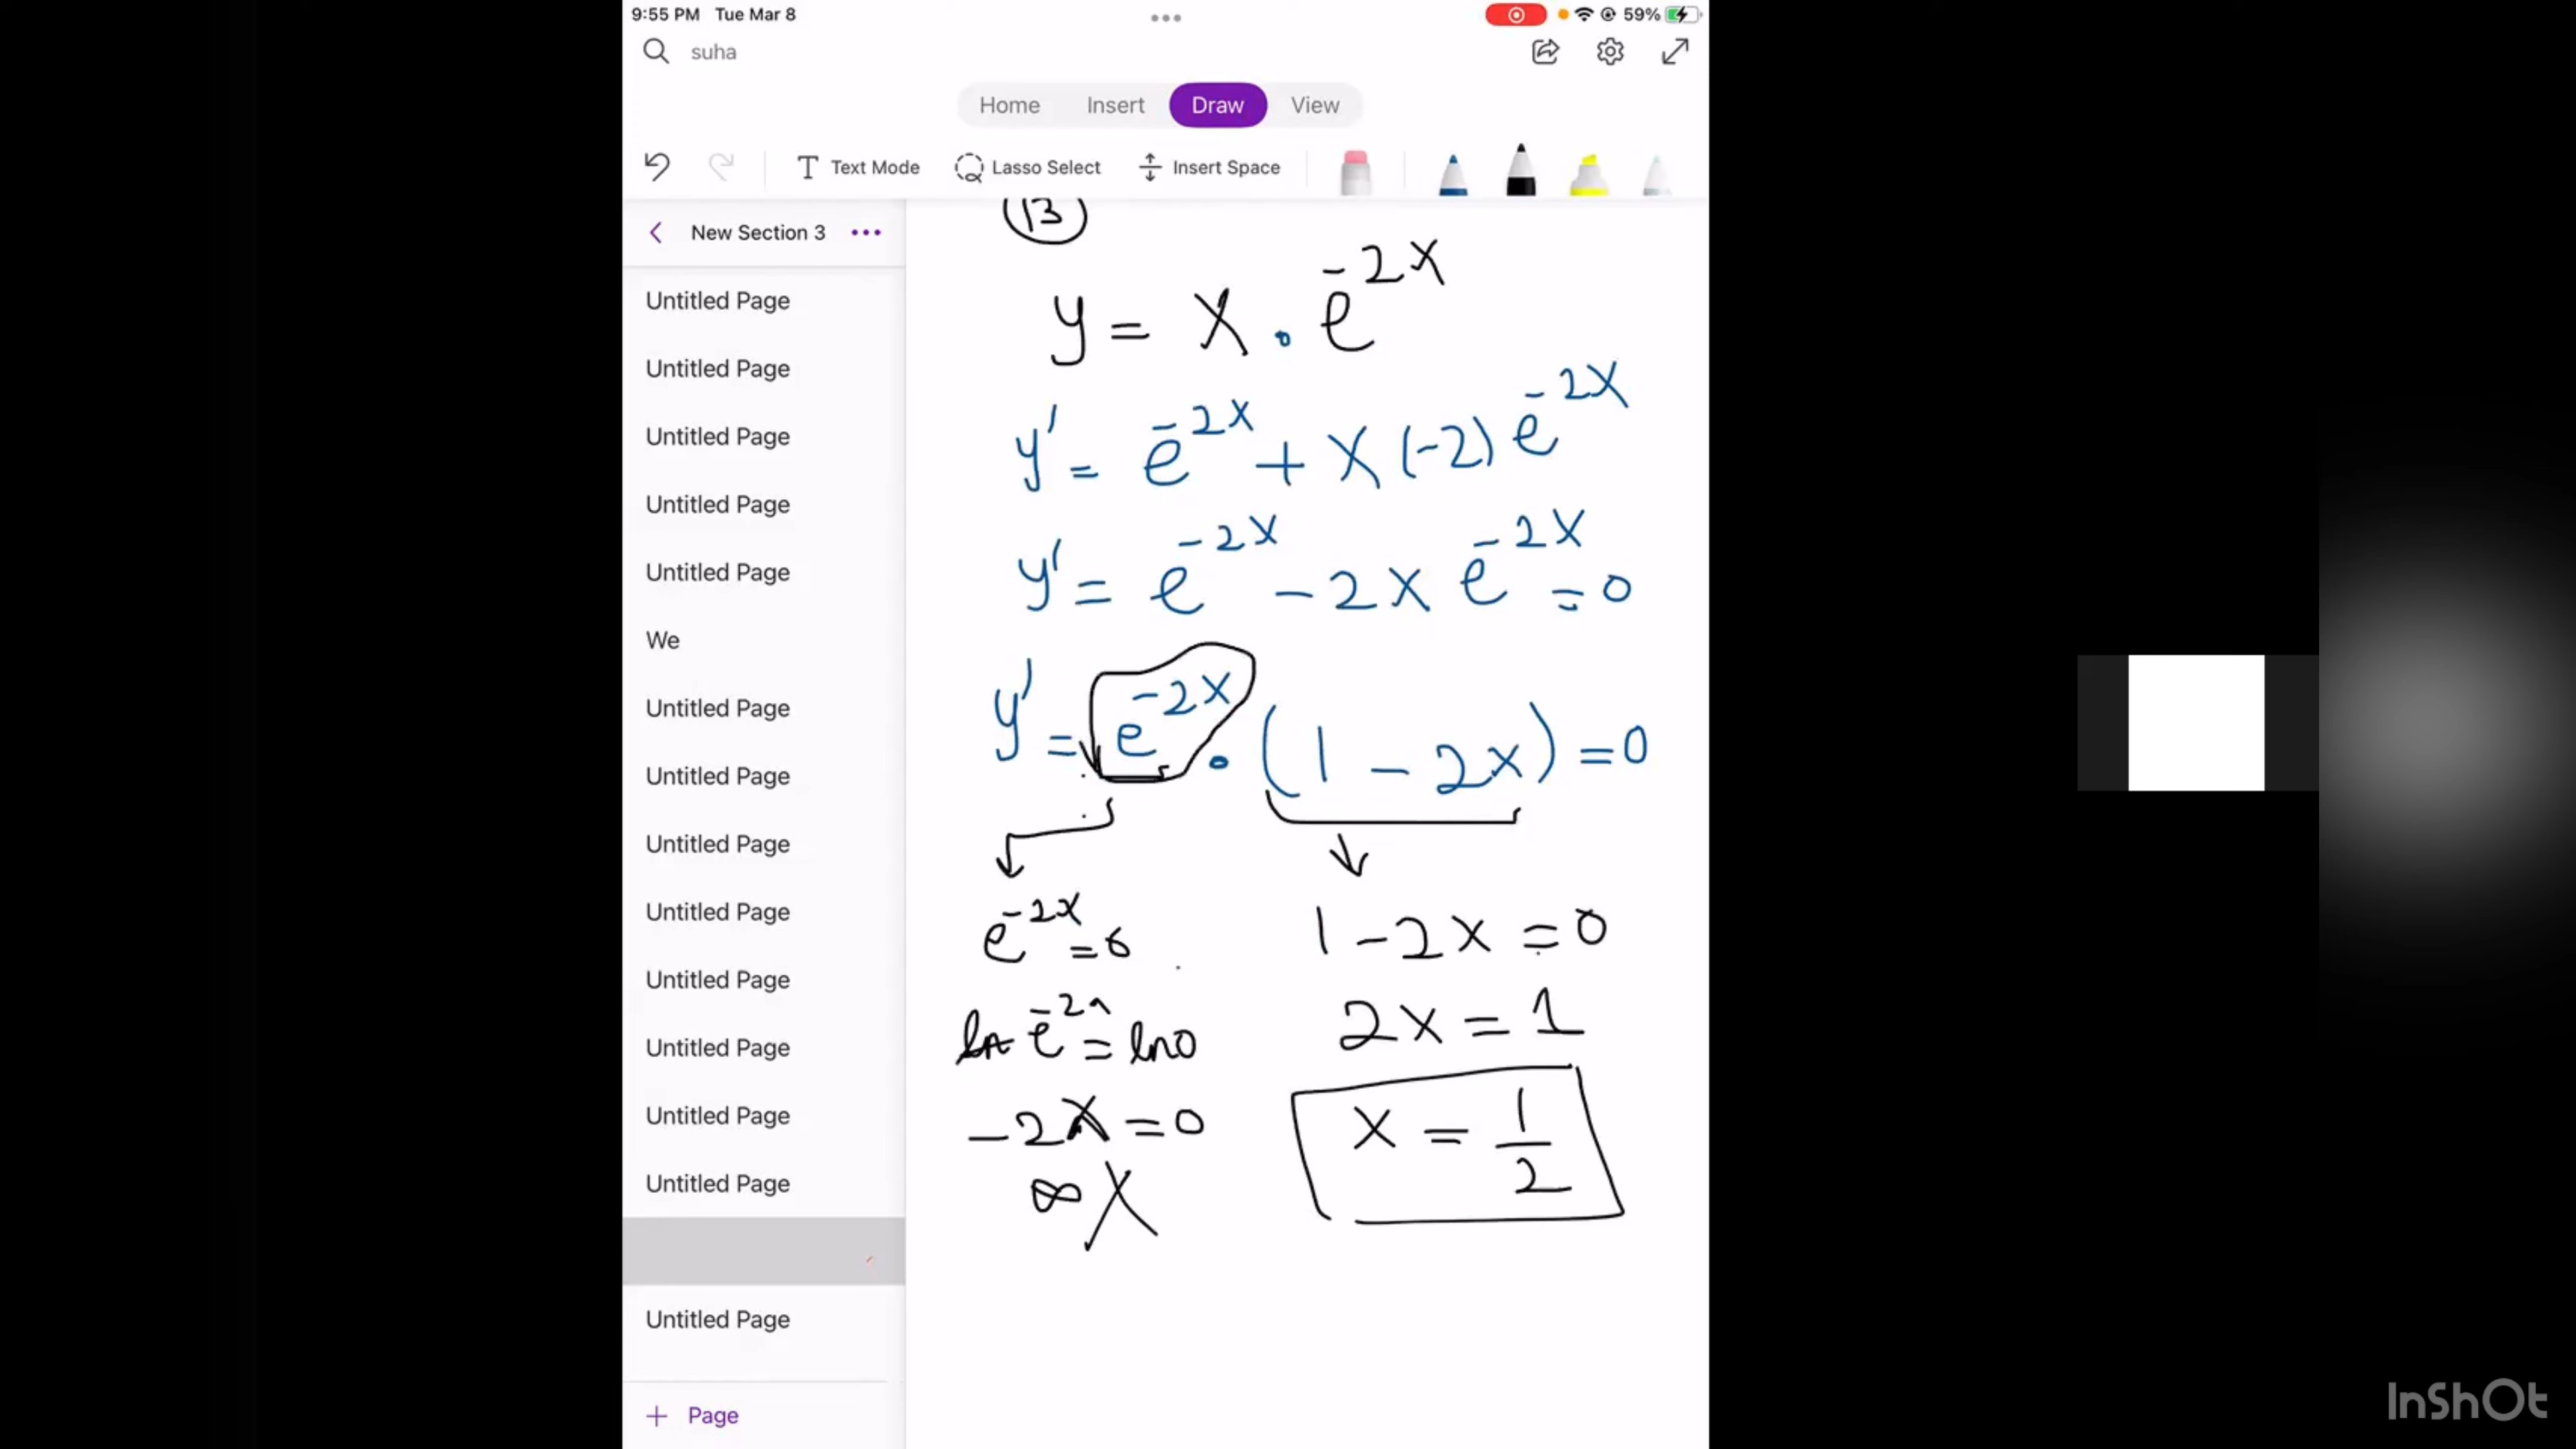 9:55 PM Tue Mar 8
59%
suha
Home Insert Draw View
Text Mode Lasso Select Insert Space
New Section 3
Untitled Page
Untitled Page
Untitled Page
Untitled Page
Untitled Page
We
Untitled Page
Untitled Page
Untitled Page
Untitled Page
Untitled Page
Untitled Page
Untitled Page
Untitled Page
Untitled Page
+ Page
13
y = x · e^{-2x}
y' = e^{-2x} + x(-2) e^{-2x}
y' = e^{-2x} - 2x e^{-2x} = 0
y' = e^{-2x} · (1 - 2x) = 0
e^{-2x} = 0
ln e^{-2x} = ln 0
-2x = 0
∞ X
1 - 2x = 0
2x = 1
x = 1/2
InShOt